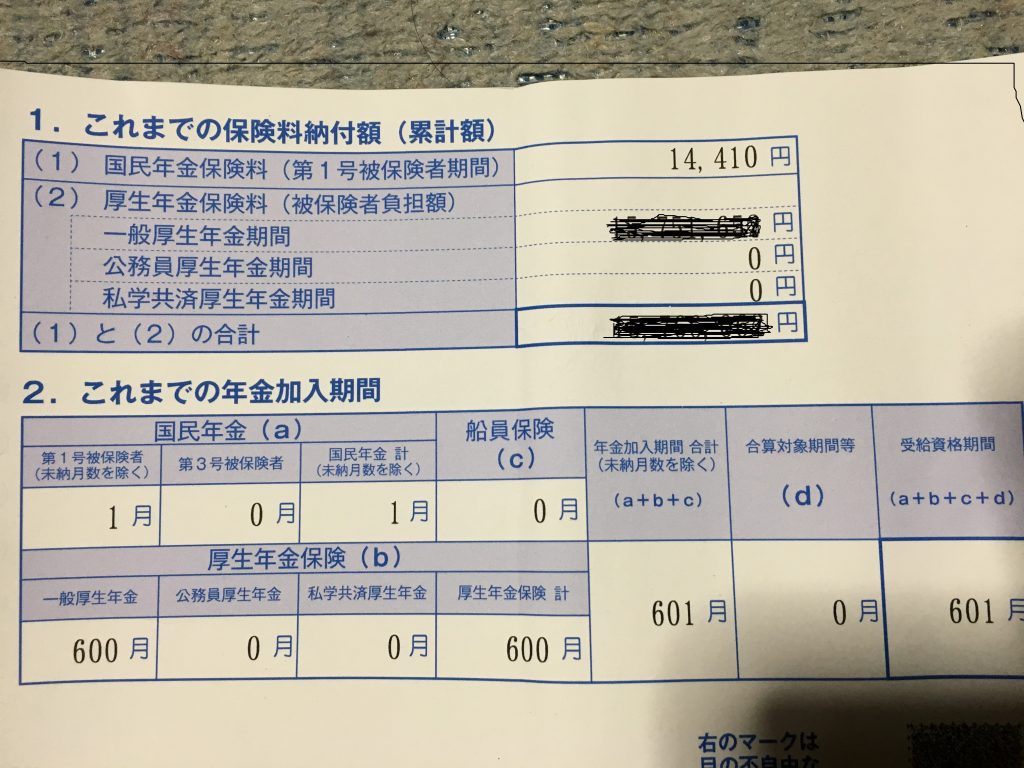 1. これまでの保険料納付額（累計額）
（1） 国民年金保険料（第1号被保険者期間） 14,410 円
（2） 厚生年金保険料（被保険者負担額）
一般厚生年金期間 円
公務員厚生年金期間 0 円
私学共済厚生年金期間 0 円
（1）と（2）の合計 円
2. これまでの年金加入期間
国民年金（a） 船員保険（c） 年金加入期間 合計（未納月数を除く）（a+b+c） 合算対象期間等（d） 受給資格期間（a+b+c+d）
第1号被保険者（未納月数を除く） 第3号被保険者 国民年金 計（未納月数を除く）
1 月 0 月 1 月 0 月
厚生年金保険（b）
一般厚生年金 公務員厚生年金 私学共済厚生年金 厚生年金保険 計
600 月 0 月 0 月 600 月 601 月 0 月 601 月
右のマークは
目の不自由な